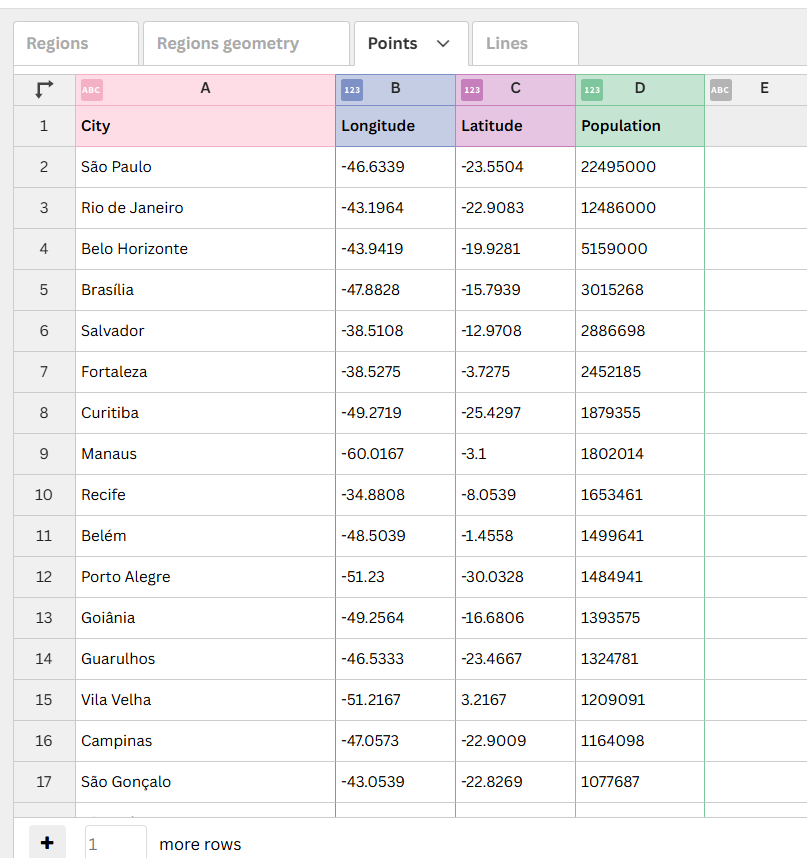 Regions Regions geometry Points Lines
ABC A 123 B 123 C 123 D ABC E
1 City Longitude Latitude Population
2 São Paulo -46.6339 -23.5504 22495000
3 Rio de Janeiro -43.1964 -22.9083 12486000
4 Belo Horizonte -43.9419 -19.9281 5159000
5 Brasília -47.8828 -15.7939 3015268
6 Salvador -38.5108 -12.9708 2886698
7 Fortaleza -38.5275 -3.7275 2452185
8 Curitiba -49.2719 -25.4297 1879355
9 Manaus -60.0167 -3.1 1802014
10 Recife -34.8808 -8.0539 1653461
11 Belém -48.5039 -1.4558 1499641
12 Porto Alegre -51.23 -30.0328 1484941
13 Goiânia -49.2564 -16.6806 1393575
14 Guarulhos -46.5333 -23.4667 1324781
15 Vila Velha -51.2167 3.2167 1209091
16 Campinas -47.0573 -22.9009 1164098
17 São Gonçalo -43.0539 -22.8269 1077687
+ 1 more rows